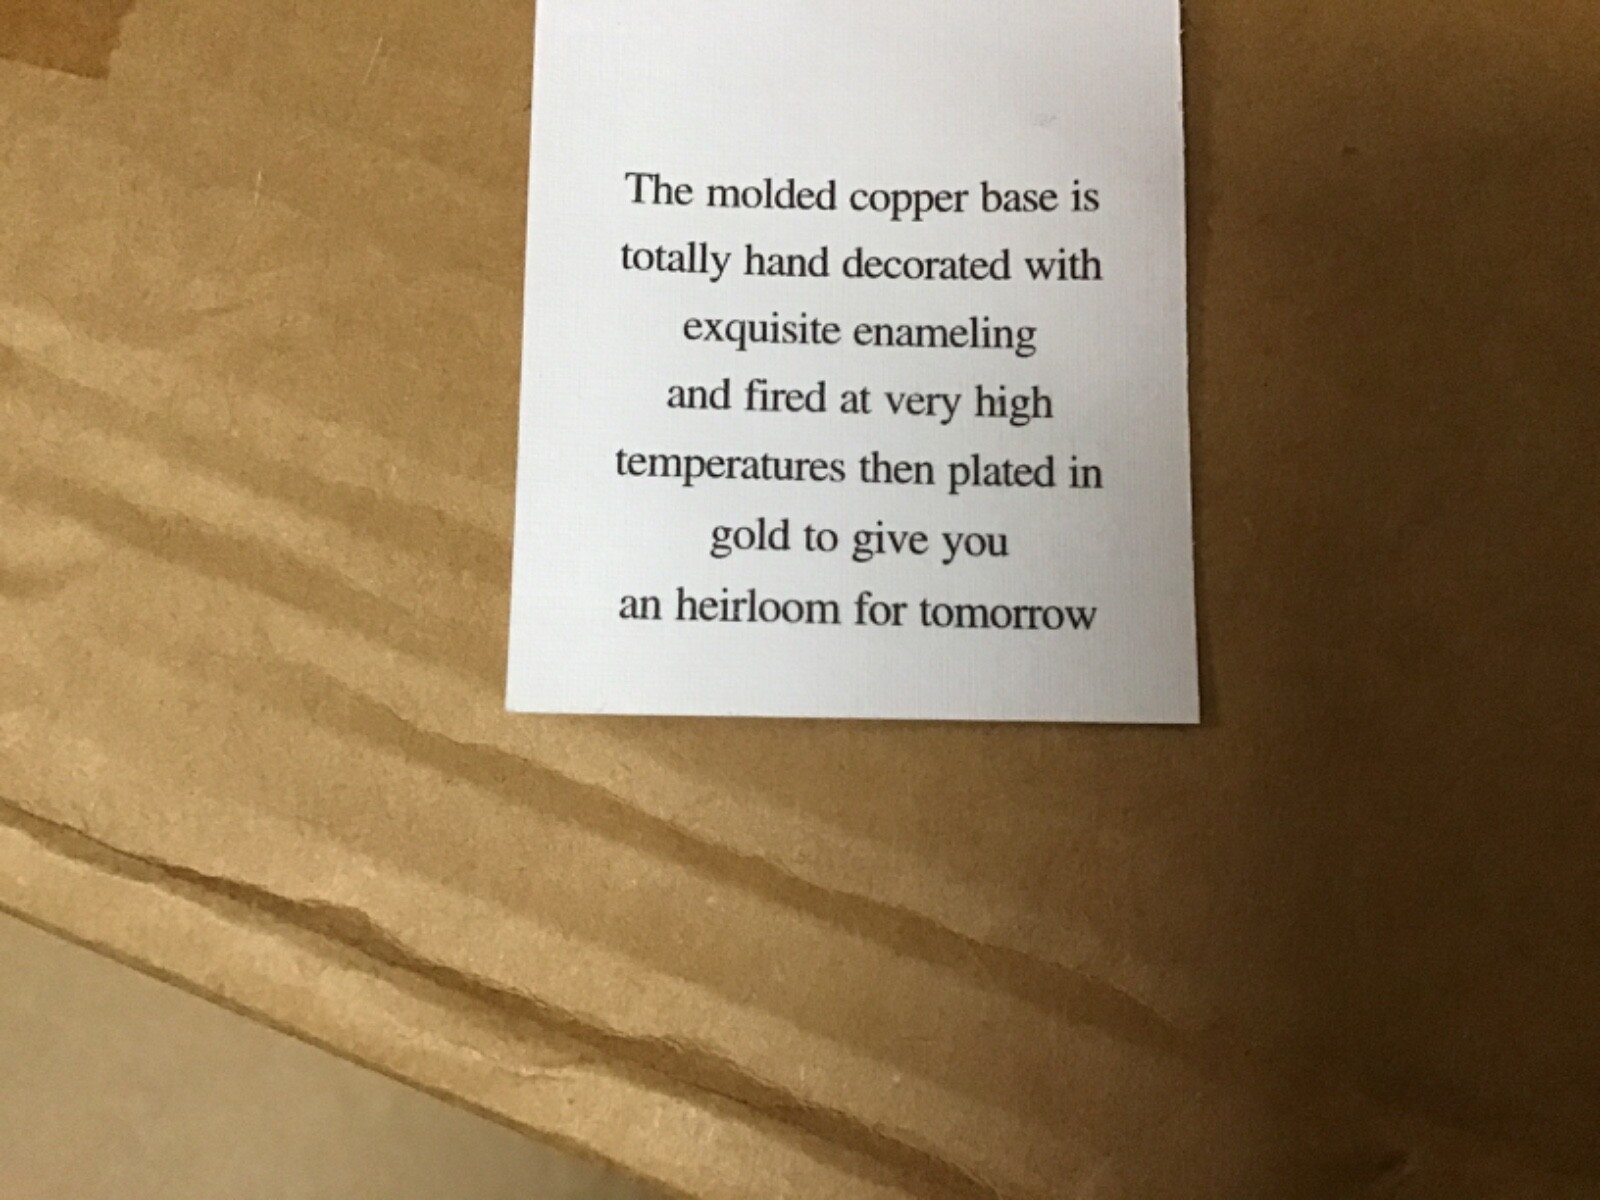 The molded copper base is
totally hand decorated with
exquisite enameling
and fired at very high
temperatures then plated in
gold to give you
an heirloom for tomorrow